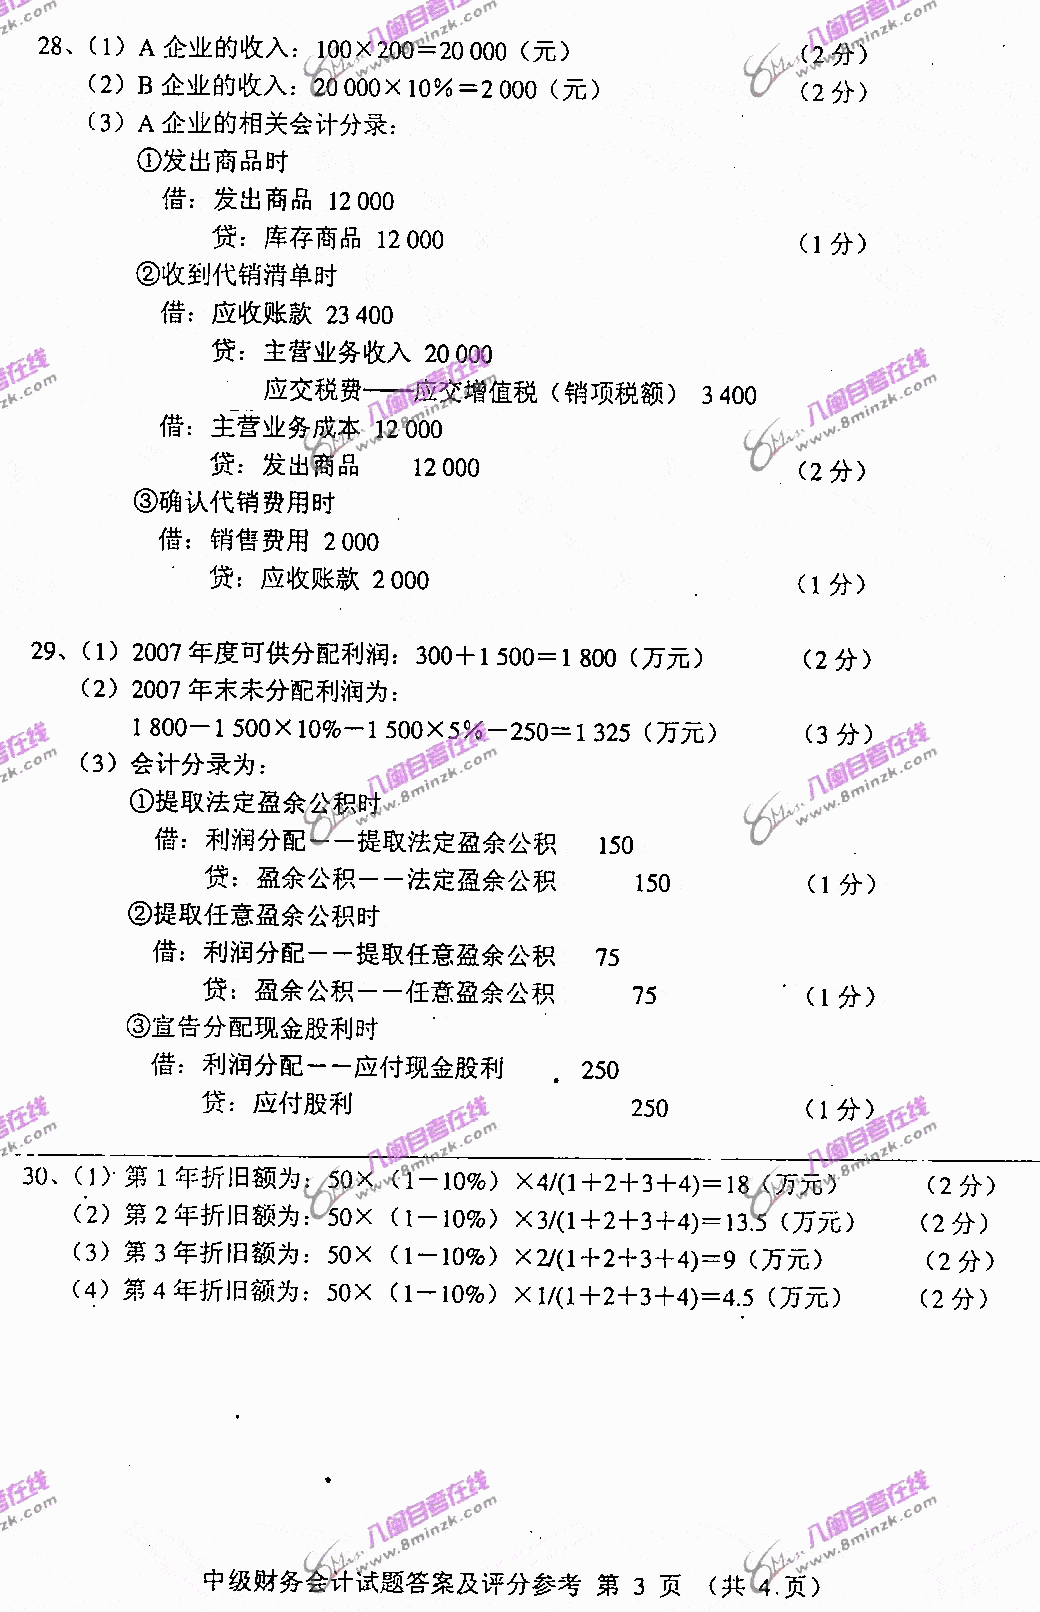 28、（1）A 企业的收入：100×200＝20 000（元） （2 分）
（2）B 企业的收入：20 000×10％＝2 000（元） （2 分）
（3）A 企业的相关会计分录：
①发出商品时
借：发出商品 12 000
贷：库存商品 12 000 （1 分）
②收到代销清单时
借：应收账款 23 400
贷：主营业务收入 20 000
应交税费——应交增值税（销项税额） 3 400
借：主营业务成本 12 000
贷：发出商品 12 000 （2 分）
③确认代销费用时
借：销售费用 2 000
贷：应收账款 2 000 （1 分）
29、（1）2007 年度可供分配利润：300＋1 500＝1 800（万元） （2 分）
（2）2007 年末未分配利润为：
1 800－1 500×10%－1 500×5%－250＝1 325（万元） （3 分）
（3）会计分录为：
①提取法定盈余公积时
借：利润分配－－提取法定盈余公积 150
贷：盈余公积－－法定盈余公积 150 （1 分）
②提取任意盈余公积时
借：利润分配－－提取任意盈余公积 75
贷：盈余公积－－任意盈余公积 75 （1 分）
③宣告分配现金股利时
借：利润分配－－应付现金股利 250
贷：应付股利 250 （1 分）
30、（1）第 1 年折旧额为：50×（1－10%）×4/(1＋2＋3＋4)=18（万元） （2 分）
（2）第 2 年折旧额为：50×（1－10%）×3/(1＋2＋3＋4)=13.5（万元） （2 分）
（3）第 3 年折旧额为：50×（1－10%）×2/(1＋2＋3＋4)=9（万元） （2 分）
（4）第 4 年折旧额为：50×（1－10%）×1/(1＋2＋3＋4)=4.5（万元） （2 分）
八闽自考在线
www.8minzk.com
中级财务会计试题答案及评分参考 第 3 页 （共 4 页）